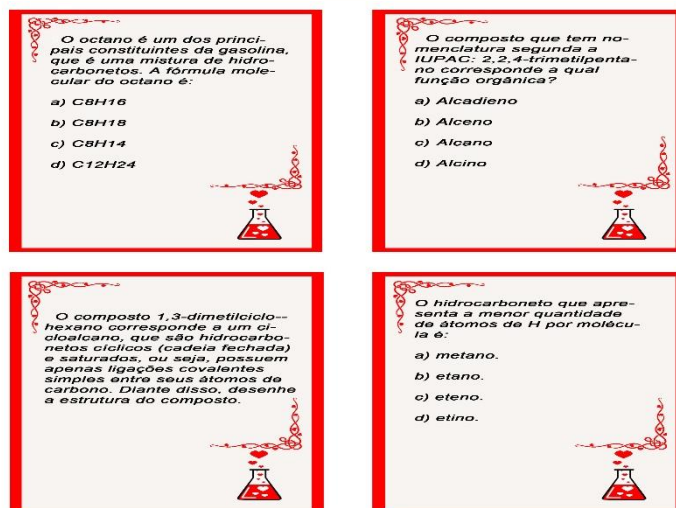 O octano é um dos princi-
pais constituintes da gasolina,
que é uma mistura de hidro-
carbonetos. A fórmula mole-
cular do octano é:
a) C8H16
b) C8H18
c) C8H14
d) C12H24
O composto que tem no-
menclatura segunda a
IUPAC: 2,2,4-trimetilpenta-
no corresponde a qual
função orgânica?
a) Alcadieno
b) Alceno
c) Alcano
d) Alcino
O composto 1,3-dimetilciclo--
hexano corresponde a um ci-
cloalcano, que são hidrocarbo-
netos cíclicos (cadeia fechada)
e saturados, ou seja, possuem
apenas ligações covalentes
simples entre seus átomos de
carbono. Diante disso, desenhe
a estrutura do composto.
O hidrocarboneto que apre-
senta a menor quantidade
de átomos de H por molécu-
la é:
a) metano.
b) etano.
c) eteno.
d) etino.